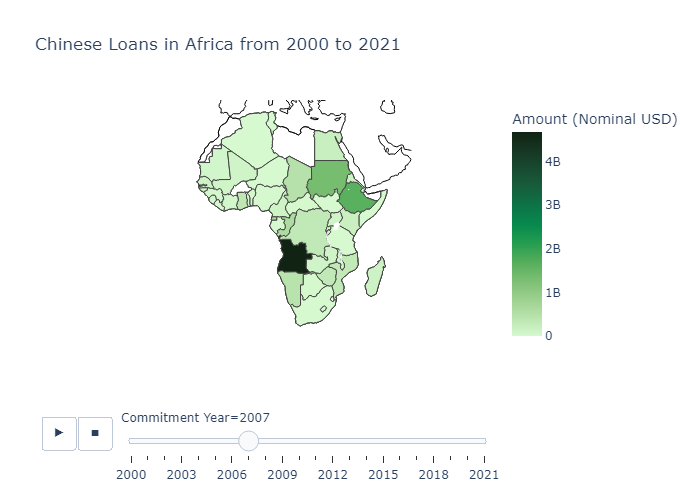 Chinese Loans in Africa from 2000 to 2021
Amount (Nominal USD)
4B
3B
2B
1B
0
Commitment Year=2007
2000 2003 2006 2009 2012 2015 2018 2021